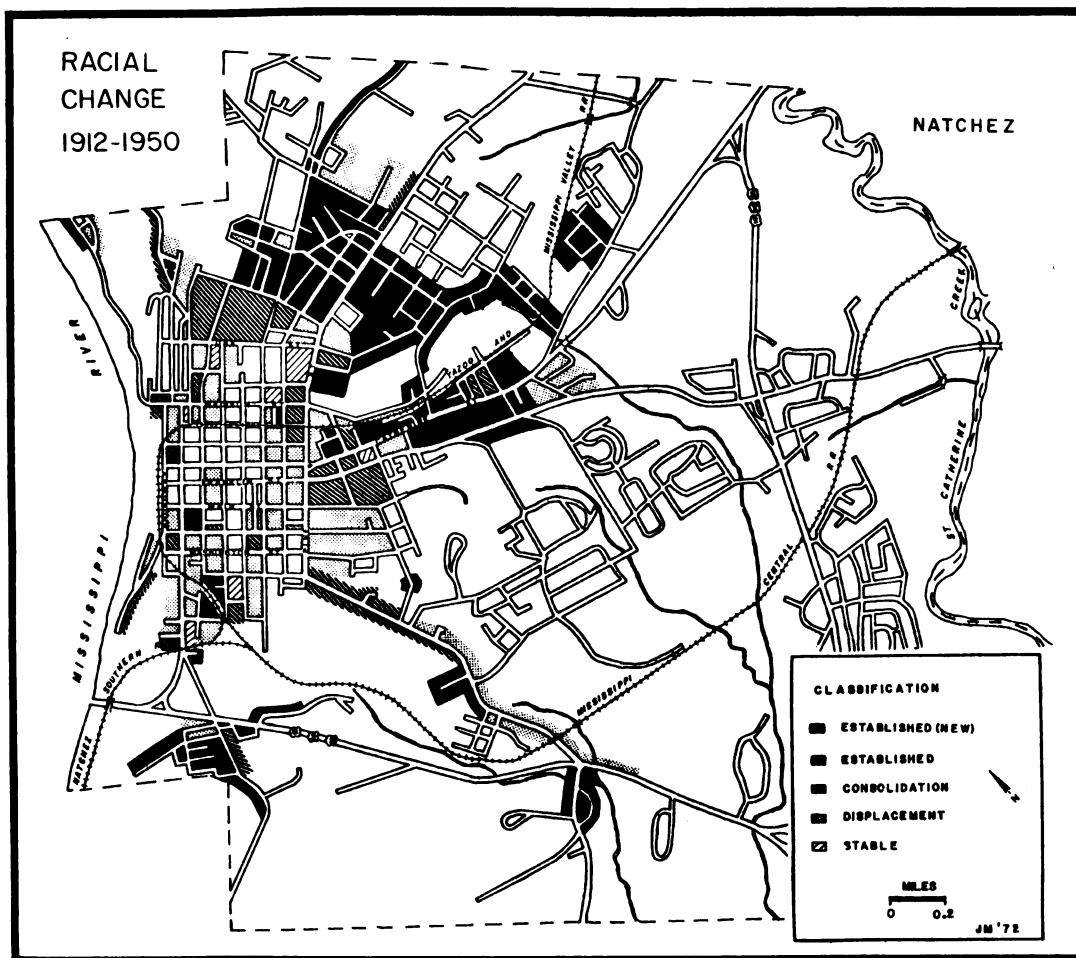 RACIAL
CHANGE
1912-1950
NATCHEZ
MISSISSIPPI VALLEY R.R.
YAZOO AND
RIVER
MISSISSIPPI
CREEK
CATHERINE
ST.
R.R.
CENTRAL
MISSISSIPPI
SOUTHERN
NATCHEZ
CLASSIFICATION
ESTABLISHED (NEW)
ESTABLISHED
CONSOLIDATION
DISPLACEMENT
STABLE
N
MILES
0 0.2
JM '72